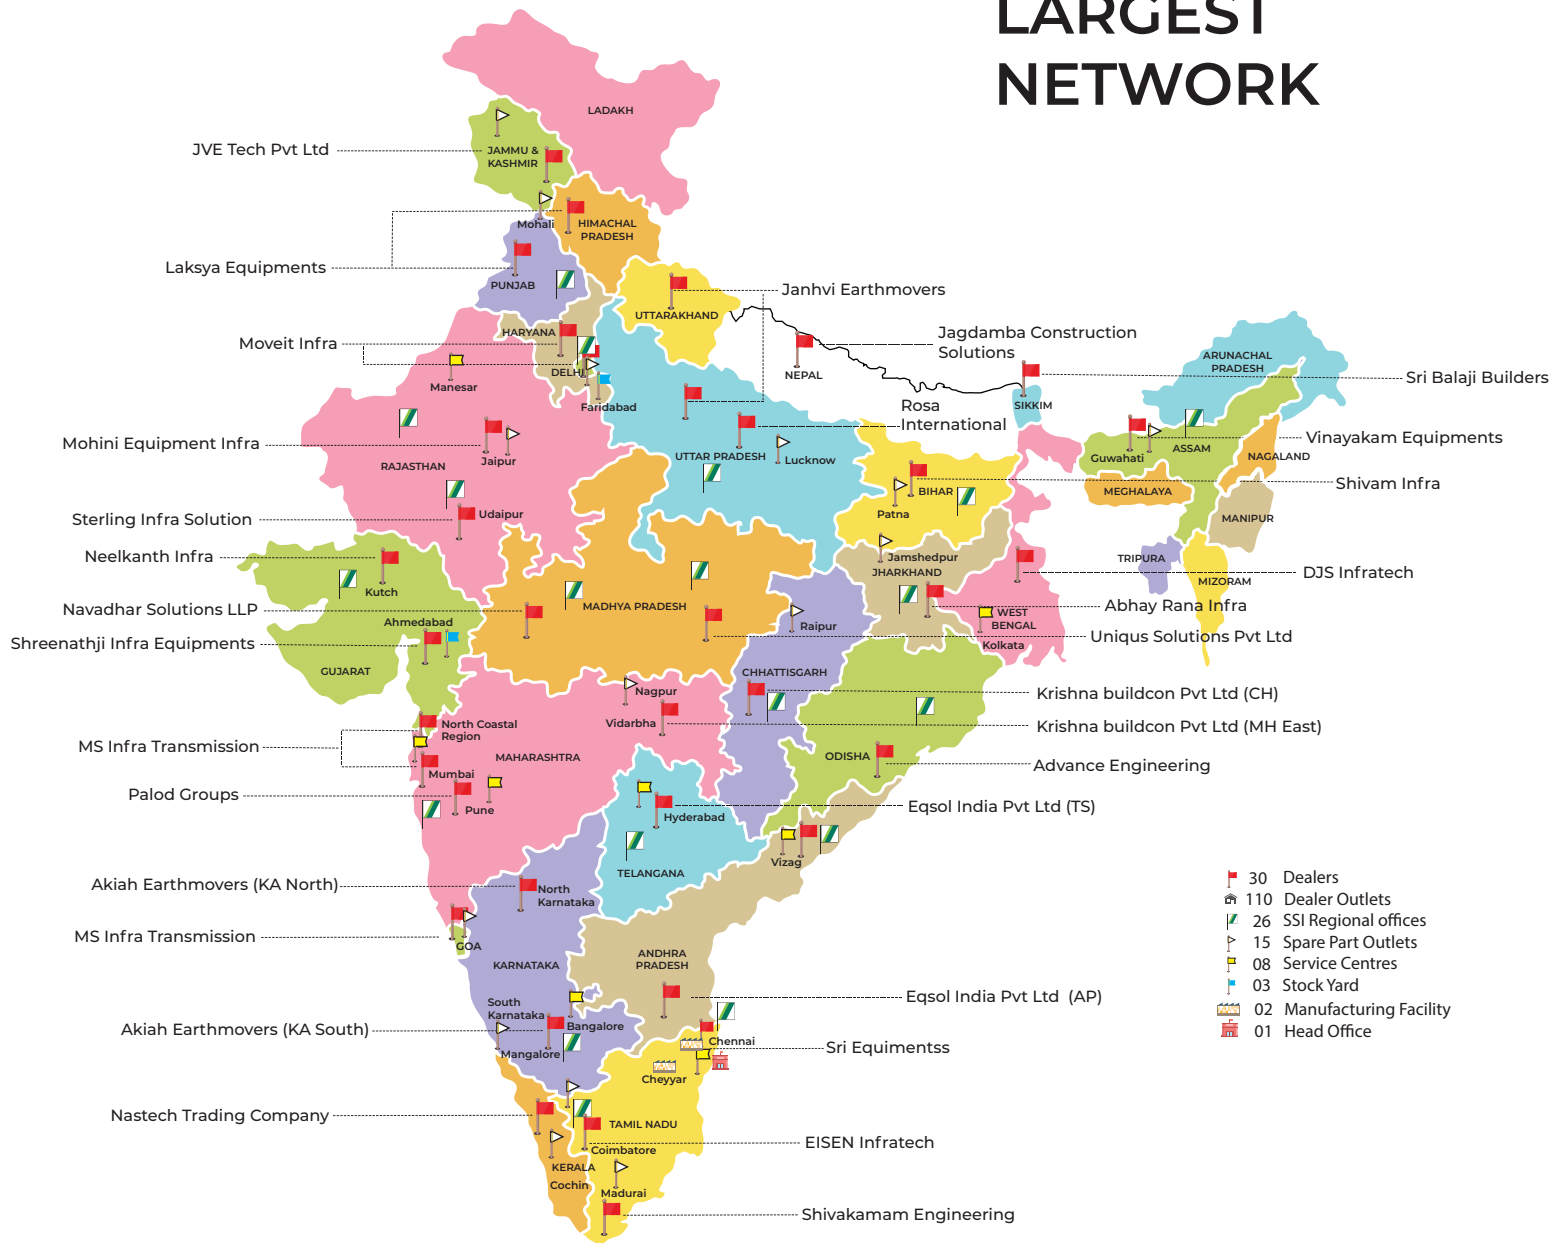 LARGEST
NETWORK
LADAKH
JVE Tech Pvt Ltd
JAMMU &
KASHMIR
Mohali
HIMACHAL
PRADESH
Laksya Equipments
PUNJAB
Janhvi Earthmovers
UTTARAKHAND
HARYANA
Moveit Infra
DELHI
Manesar
Faridabad
Jagdamba Construction
Solutions
NEPAL
ARUNACHAL
PRADESH
Sri Balaji Builders
SIKKIM
Rosa
International
Mohini Equipment Infra
Jaipur
RAJASTHAN
UTTAR PRADESH
Lucknow
Guwahati
ASSAM
Vinayakam Equipments
NAGALAND
BIHAR
MEGHALAYA
Shivam Infra
Patna
MANIPUR
Sterling Infra Solution
Udaipur
Neelkanth Infra
Kutch
Jamshedpur
JHARKHAND
TRIPURA
MIZORAM
DJS Infratech
Navadhar Solutions LLP
MADHYA PRADESH
Abhay Rana Infra
Ahmedabad
Raipur
WEST
BENGAL
Kolkata
Uniqus Solutions Pvt Ltd
Shreenathji Infra Equipments
GUJARAT
CHHATTISGARH
Nagpur
Krishna buildcon Pvt Ltd (CH)
Vidarbha
Krishna buildcon Pvt Ltd (MH East)
North Coastal
Region
MS Infra Transmission
MAHARASHTRA
ODISHA
Advance Engineering
Mumbai
Palod Groups
Pune
Eqsol India Pvt Ltd (TS)
Hyderabad
Vizag
TELANGANA
Akiah Earthmovers (KA North)
North
Karnataka
30 Dealers
110 Dealer Outlets
26 SSI Regional offices
15 Spare Part Outlets
08 Service Centres
03 Stock Yard
02 Manufacturing Facility
01 Head Office
MS Infra Transmission
GOA
KARNATAKA
ANDHRA
PRADESH
Eqsol India Pvt Ltd (AP)
South
Karnataka
Akiah Earthmovers (KA South)
Bangalore
Mangalore
Chennai
Sri Equimentss
Cheyyar
Nastech Trading Company
TAMIL NADU
Coimbatore
EISEN Infratech
KERALA
Cochin
Madurai
Shivakamam Engineering